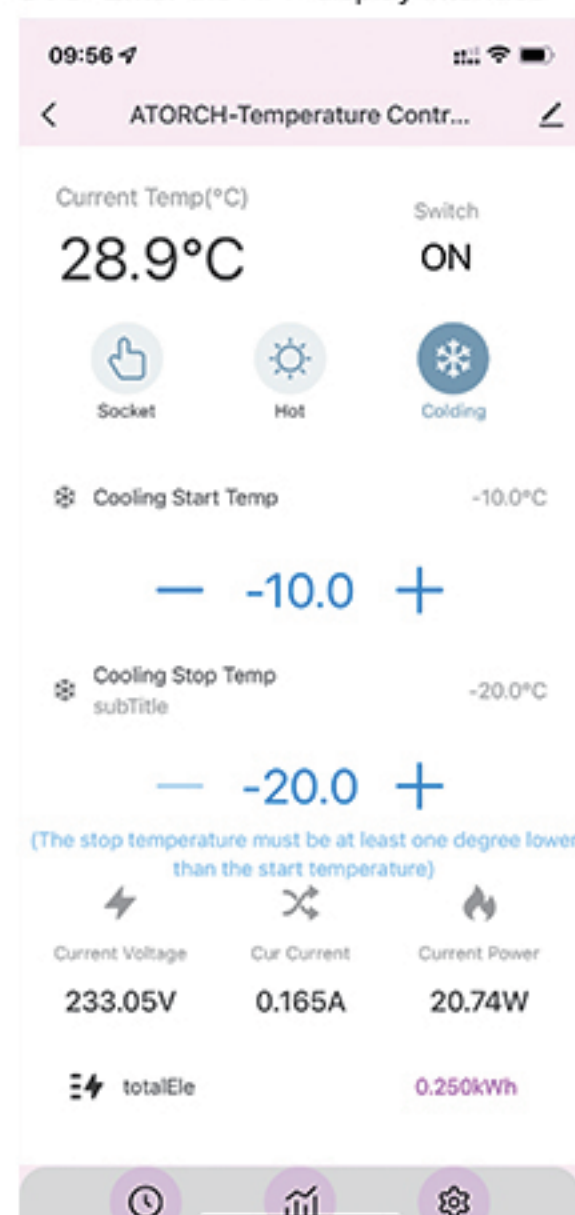 09:56
ATORCH-Temperature Contr...
Current Temp(°C)
Switch
28.9°C
ON
Socket
Hot
Colding
Cooling Start Temp
-10.0°C
— -10.0 +
Cooling Stop Temp
-20.0°C
subTitle
— -20.0 +
(The stop temperature must be at least one degree lower
than the start temperature)
Current Voltage
Cur Current
Current Power
233.05V
0.165A
20.74W
totalEle
0.250kWh